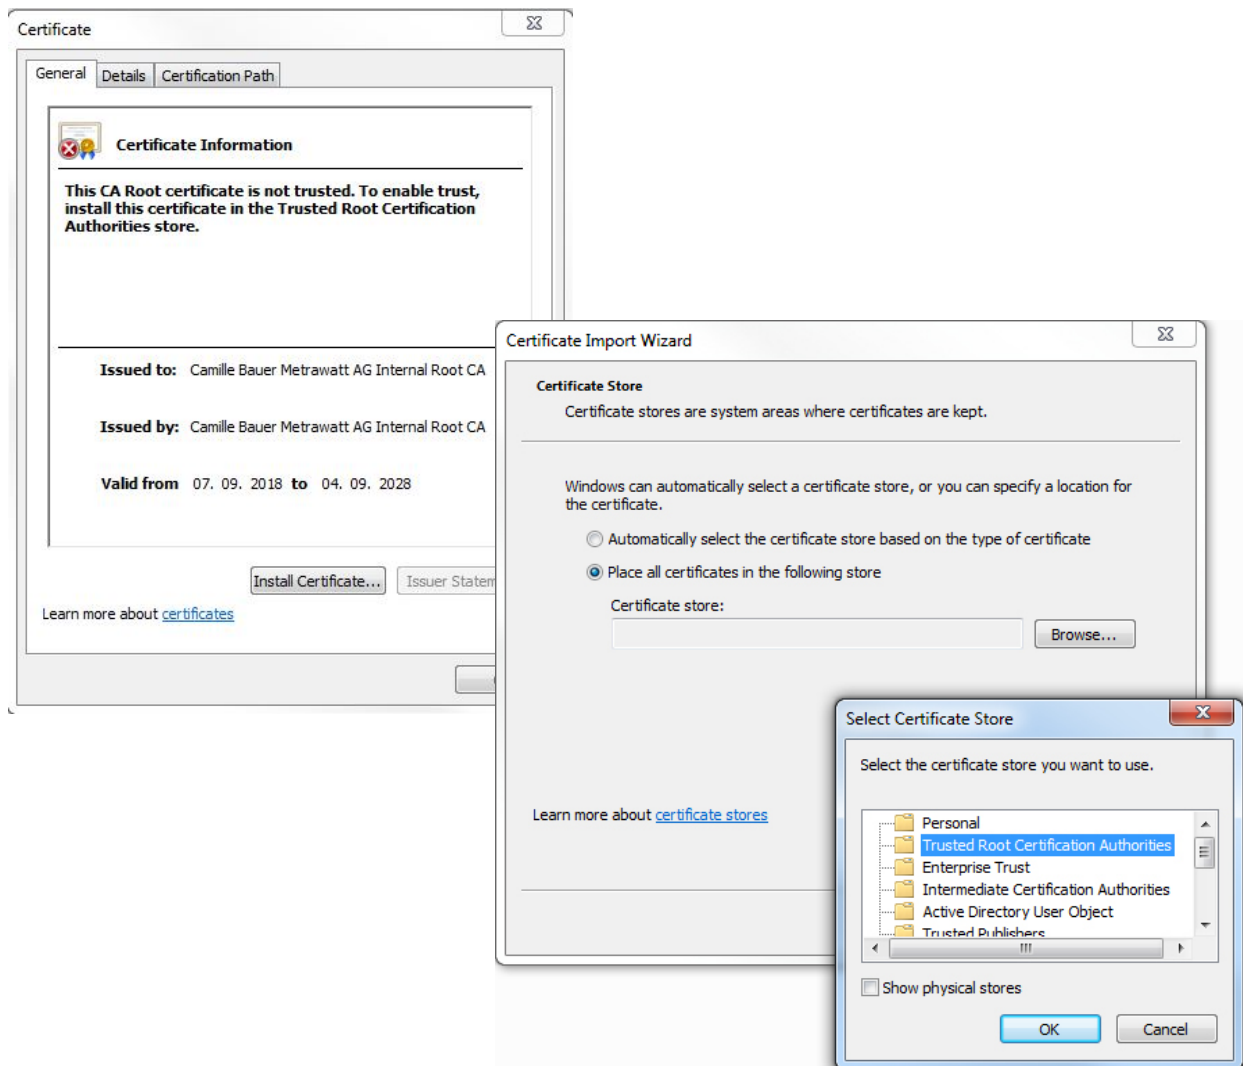 Certificate
General
Details
Certification Path
Certificate Information
This CA Root certificate is not trusted. To enable trust,
install this certificate in the Trusted Root Certification
Authorities store.
Issued to: Camille Bauer Metrawatt AG Internal Root CA
Issued by: Camille Bauer Metrawatt AG Internal Root CA
Valid from 07. 09. 2018 to 04. 09. 2028
Install Certificate...
Issuer Statem
Learn more about certificates
Certificate Import Wizard
Certificate Store
Certificate stores are system areas where certificates are kept.
Windows can automatically select a certificate store, or you can specify a location for
the certificate.
Automatically select the certificate store based on the type of certificate
Place all certificates in the following store
Certificate store:
Browse...
Learn more about certificate stores
Select Certificate Store
Select the certificate store you want to use.
Personal
Trusted Root Certification Authorities
Enterprise Trust
Intermediate Certification Authorities
Active Directory User Object
Trusted Publishers
Show physical stores
OK
Cancel